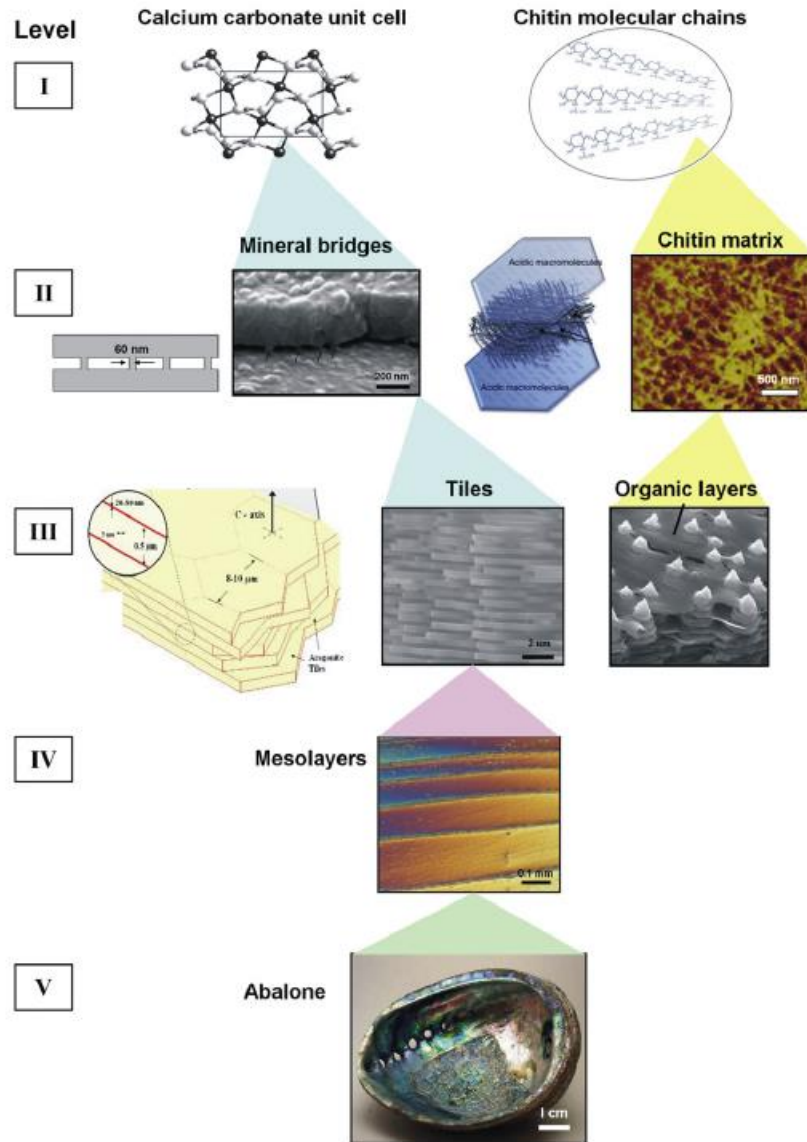 Calcium carbonate unit cell
Chitin molecular chains
Level
I
Mineral bridges
Chitin matrix
II
Acidic macromolecules
60 nm
200 nm
Acidic macromolecules
500 nm
Tiles
Organic layers
III
C - axis
0.5 μm
8-10 μm
Aragonite
Tiles
2 um
IV
Mesolayers
0.1 mm
V
Abalone
1 cm